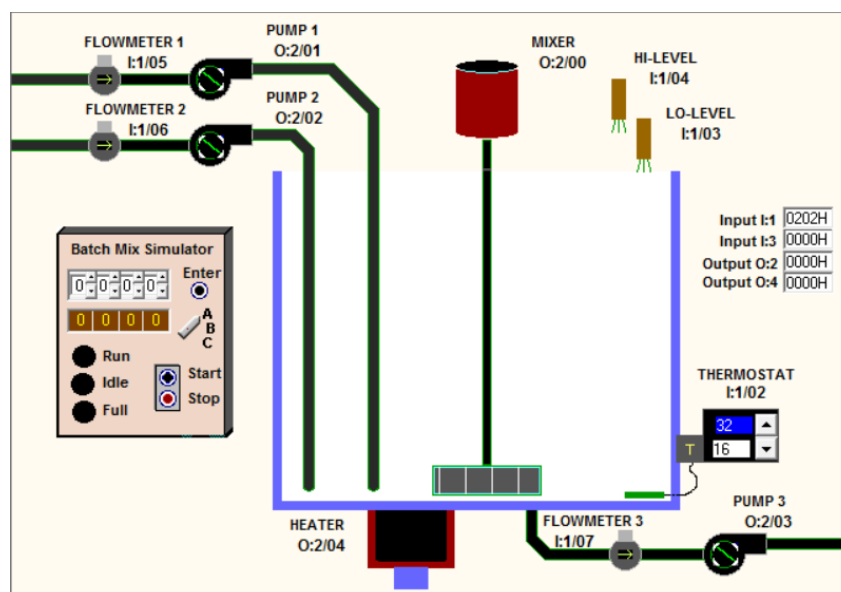 FLOWMETER 1
I:1/05
PUMP 1
O:2/01
FLOWMETER 2
I:1/06
PUMP 2
O:2/02
MIXER
O:2/00
HI-LEVEL
I:1/04
LO-LEVEL
I:1/03
Input I:1 0202H
Input I:3 0000H
Output O:2 0000H
Output O:4 0000H
Batch Mix Simulator
0 0 0 0
Enter
0 0 0 0
A
B
C
Run
Idle
Full
Start
Stop
THERMOSTAT
I:1/02
32
T
16
HEATER
O:2/04
FLOWMETER 3
I:1/07
PUMP 3
O:2/03